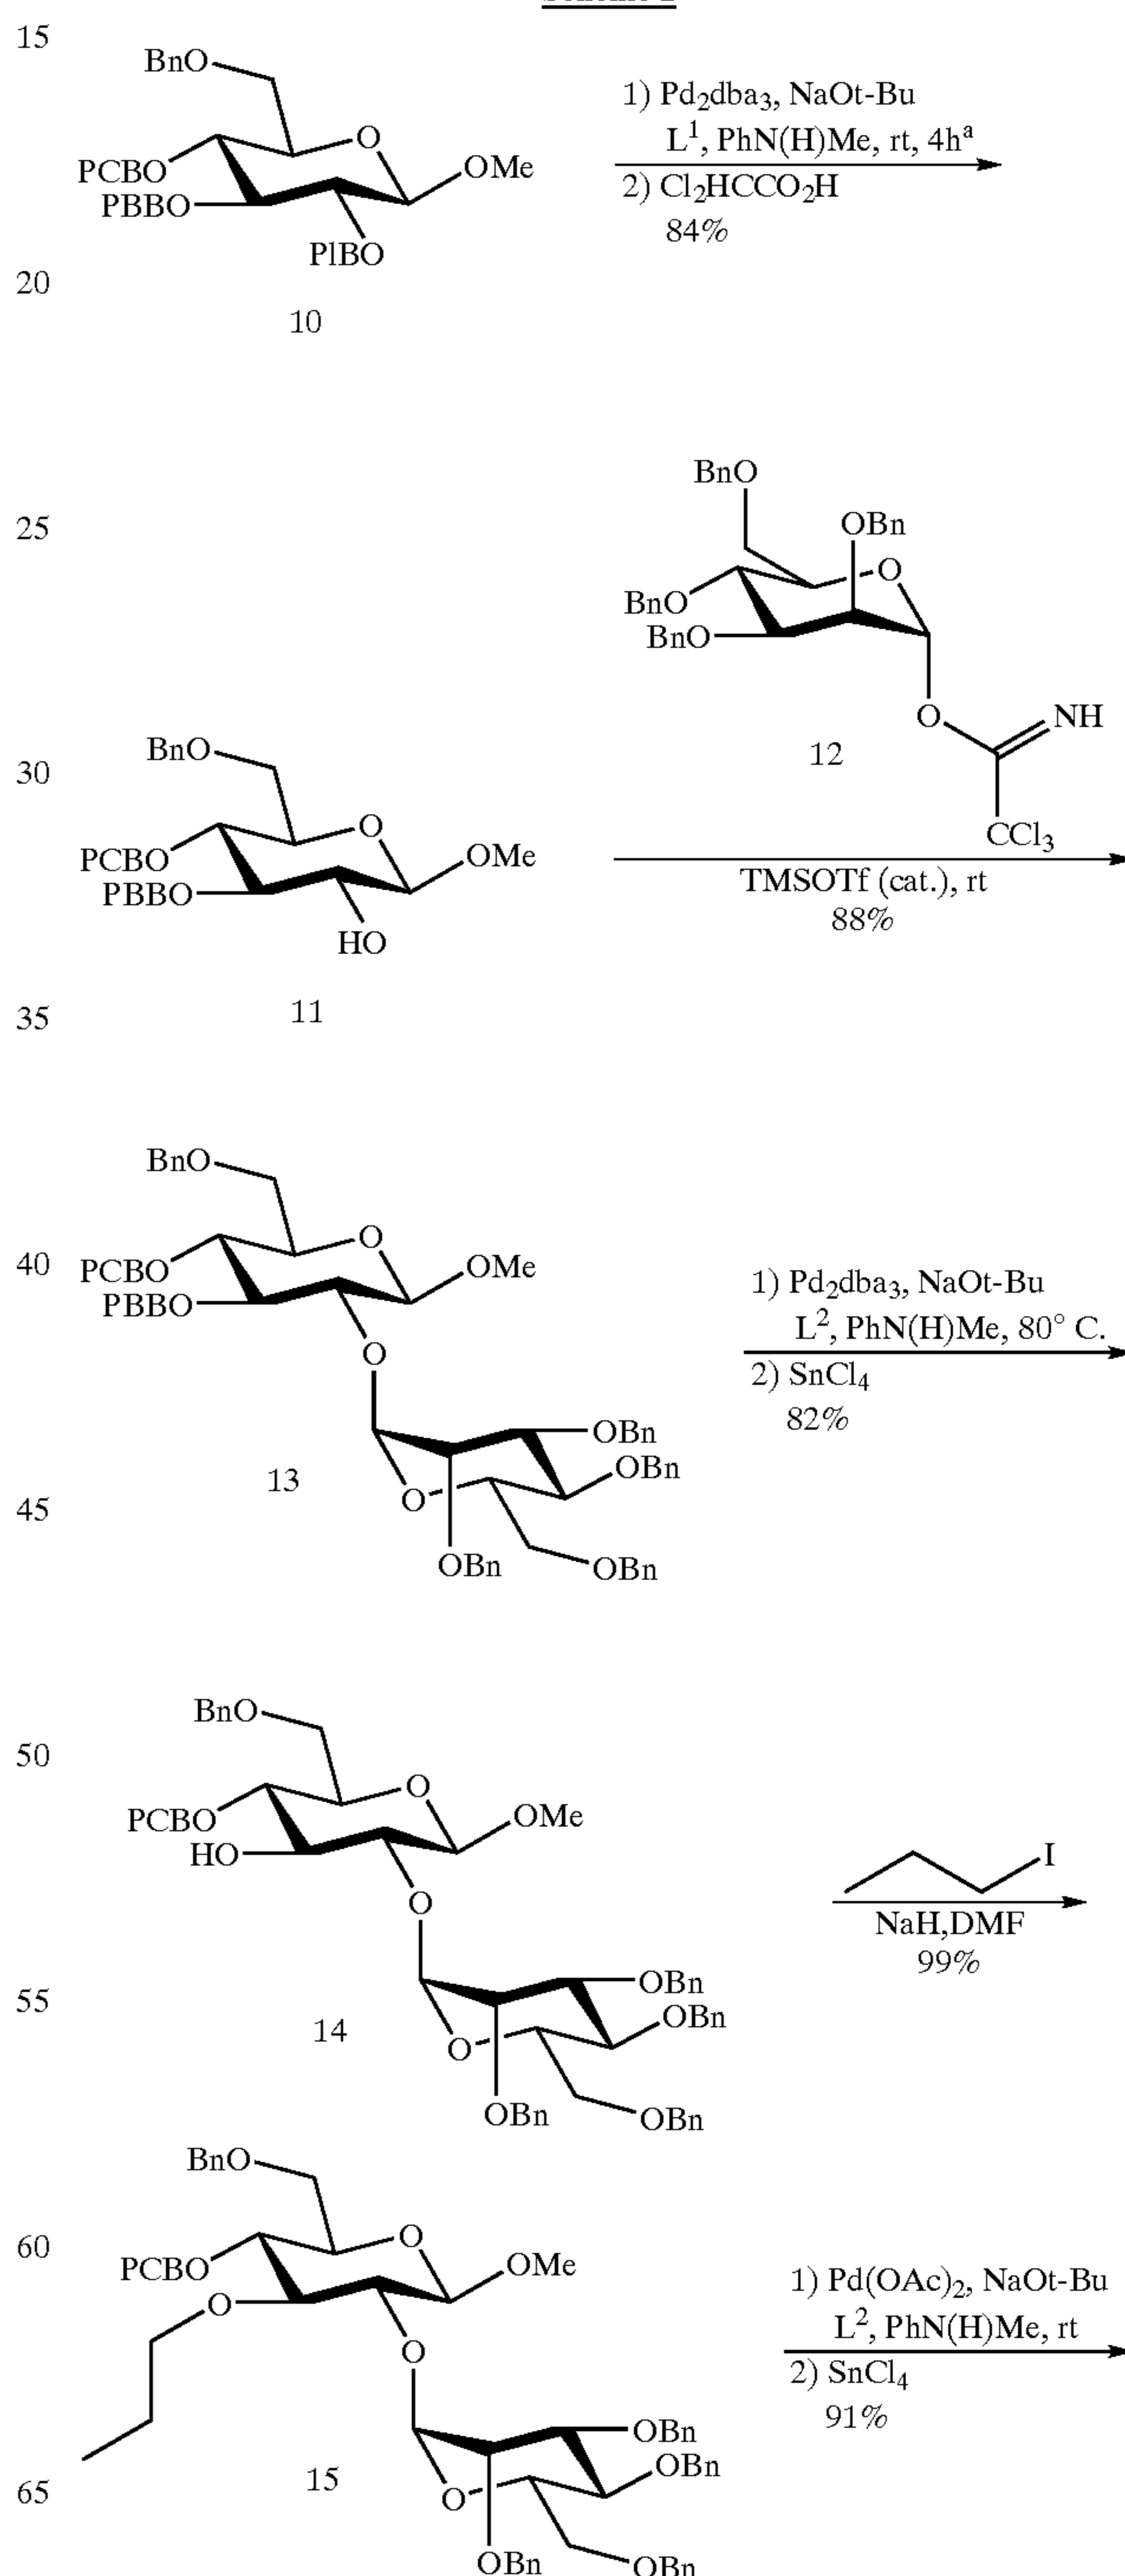 15
BnO
O
OMe
PCBO
PBBO
PlBO
10
1) Pd₂dba₃, NaOt-Bu
L¹, PhN(H)Me, rt, 4hᵃ
2) Cl₂HCCO₂H
84%
20
25
BnO
OBn
O
BnO
BnO
O
NH
12
CCl₃
30
BnO
O
OMe
PCBO
PBBO
HO
11
TMSOTf (cat.), rt
88%
35
40
BnO
O
OMe
PCBO
PBBO
O
OBn
OBn
O
OBn
OBn
13
1) Pd₂dba₃, NaOt-Bu
L², PhN(H)Me, 80° C.
2) SnCl₄
82%
45
50
BnO
O
OMe
PCBO
HO
O
OBn
OBn
O
OBn
OBn
14
I
NaH,DMF
99%
55
60
BnO
O
OMe
PCBO
O
O
OBn
OBn
O
OBn
OBn
15
1) Pd(OAc)₂, NaOt-Bu
L², PhN(H)Me, rt
2) SnCl₄
91%
65